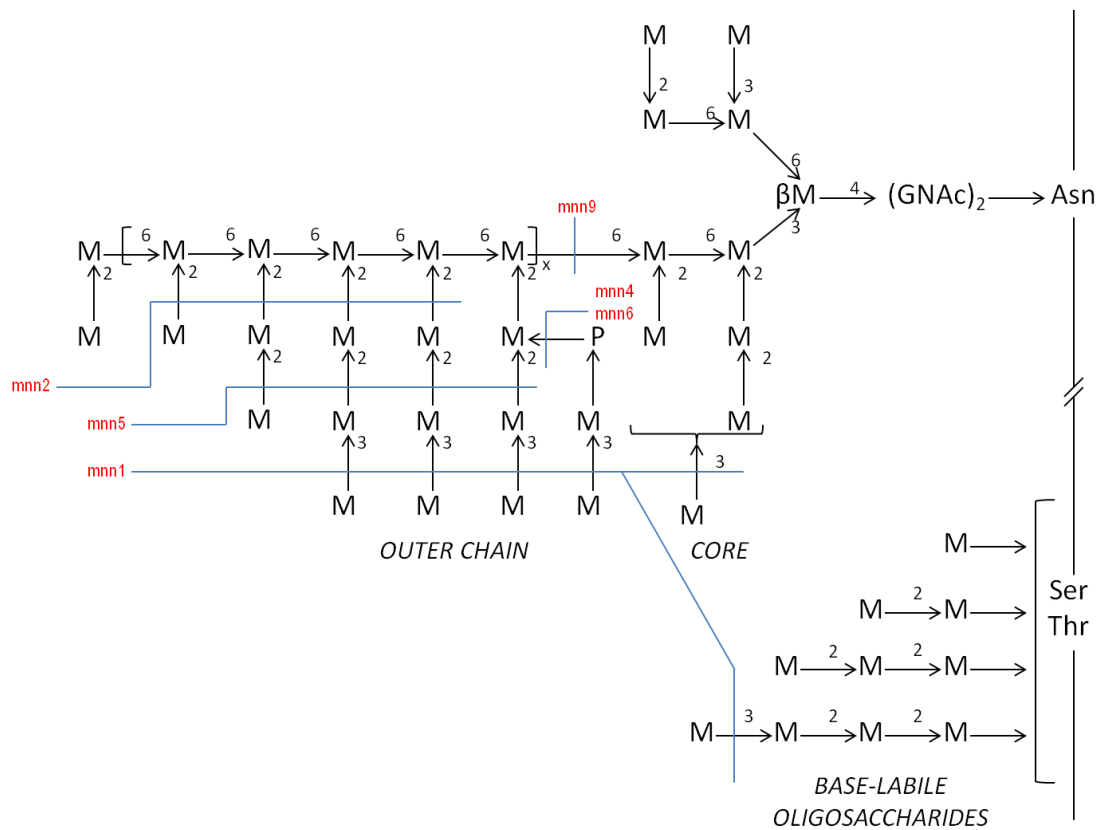 M M
2 3
M 6 M
6
βM 4 (GNAc)2 Asn
3
mnn9
M [ 6 M 6 M 6 M 6 M 6 M ]x 6 M 6 M
2 2 2 2 2 2 2 2
mnn4
mnn6
M M M M M M P M M
2 2 2 2 2
mnn2
mnn5
M M M M M M
3 3 3 3
mnn1
3
M M M M M
OUTER CHAIN CORE
M
Ser
Thr
M 2 M
M 2 M 2 M
M 3 M 2 M 2 M
BASE-LABILE
OLIGOSACCHARIDES